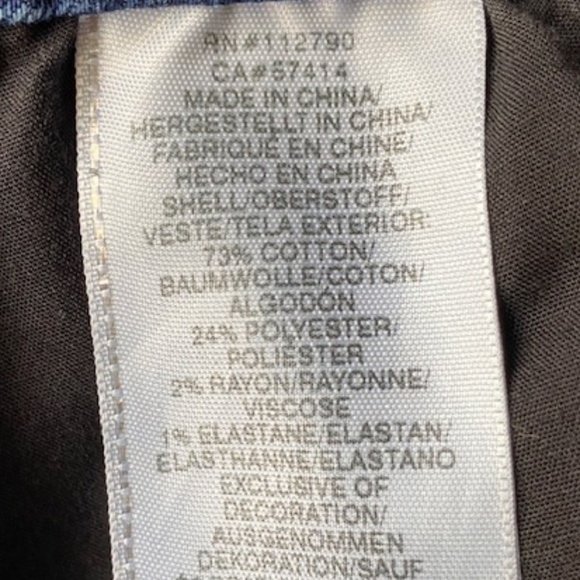 RN#112790
CA#57414
MADE IN CHINA/
HERGESTELLT IN CHINA/
FABRIQUÉ EN CHINE/
HECHO EN CHINA
SHELL/OBERSTOFF/
VESTE/TELA EXTERIOR:
73% COTTON/
BAUMWOLLE/COTON/
ALGODÓN
24% POLYESTER/
POLIÉSTER
2% RAYON/RAYONNE/
VISCOSE
1% ELASTANE/ELASTAN/
ELASTHANNE/ELASTANO
EXCLUSIVE OF
DECORATION/
AUSGENOMMEN
DEKORATION/SAUF